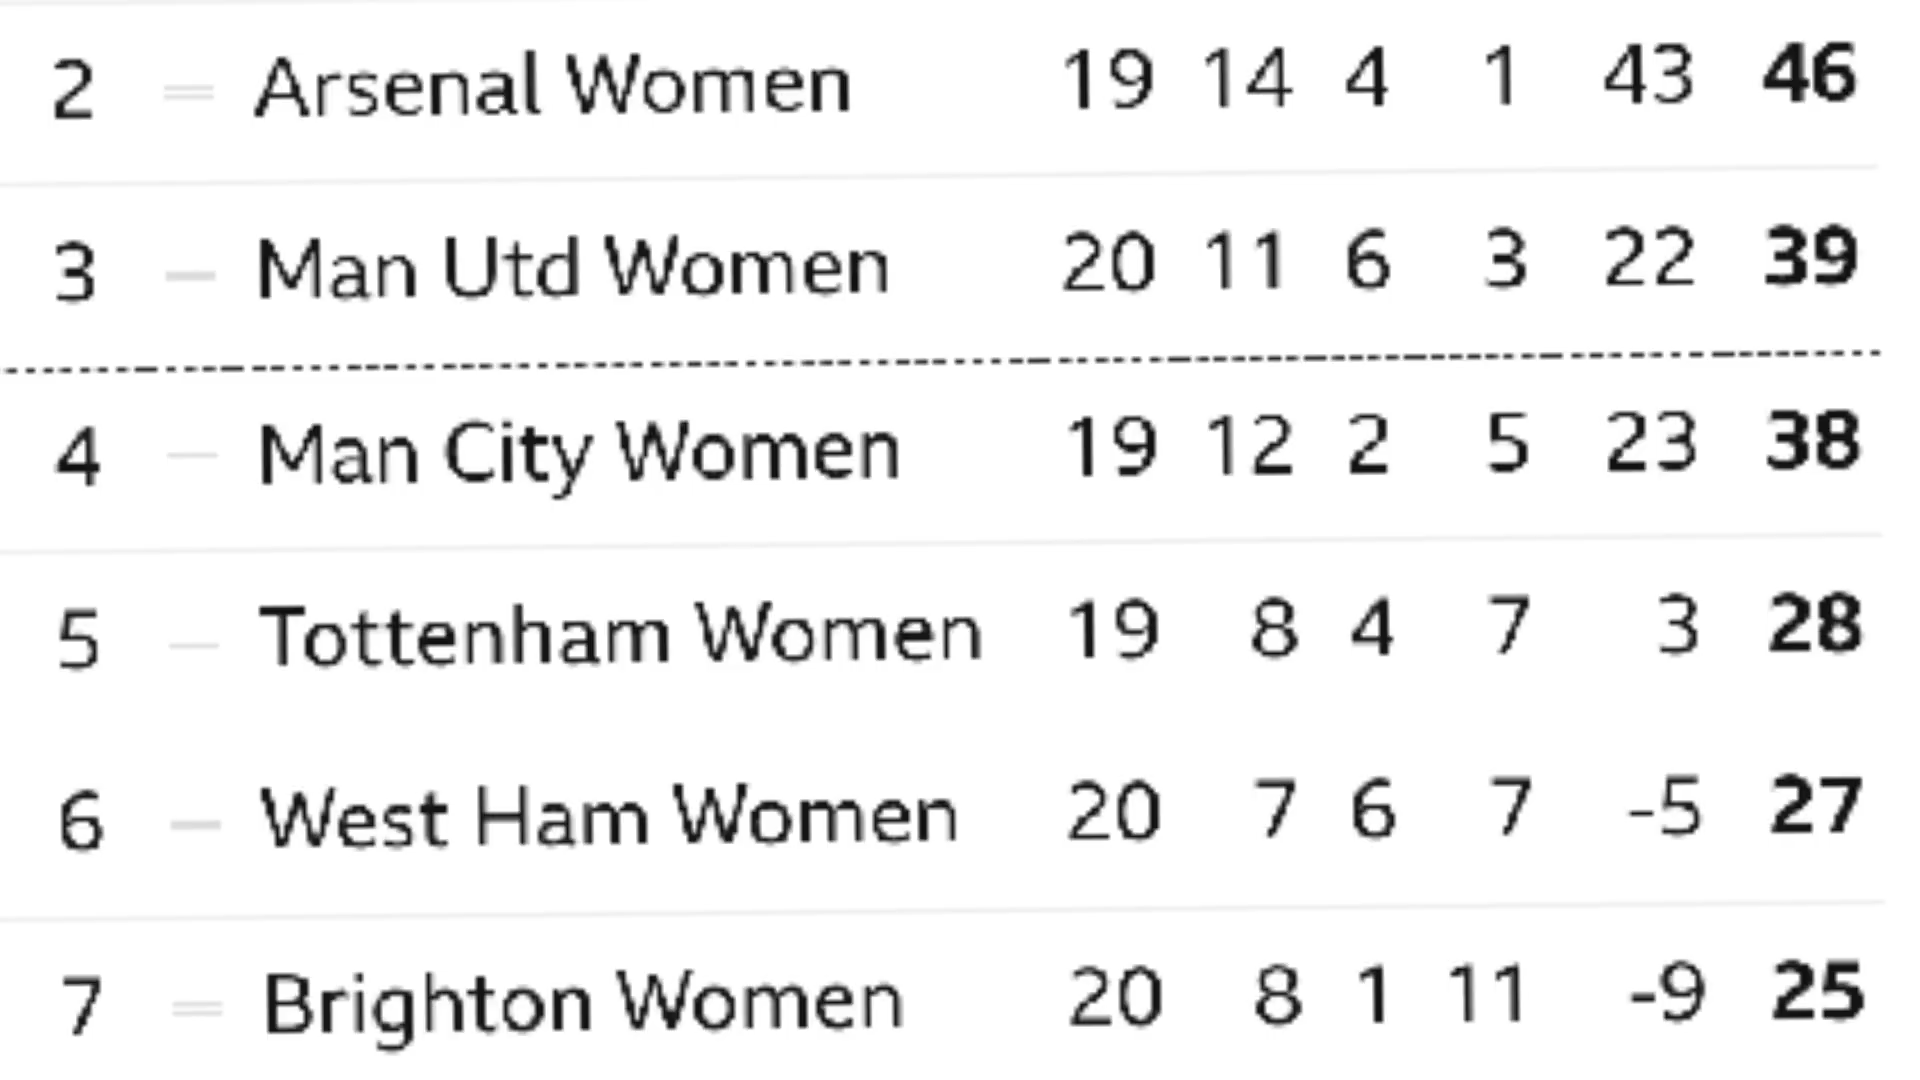 2 Arsenal Women 19 14 4 1 43 46
3 Man Utd Women 20 11 6 3 22 39
4 Man City Women 19 12 2 5 23 38
5 Tottenham Women 19 8 4 7 3 28
6 West Ham Women 20 7 6 7 -5 27
7 Brighton Women 20 8 1 11 -9 25